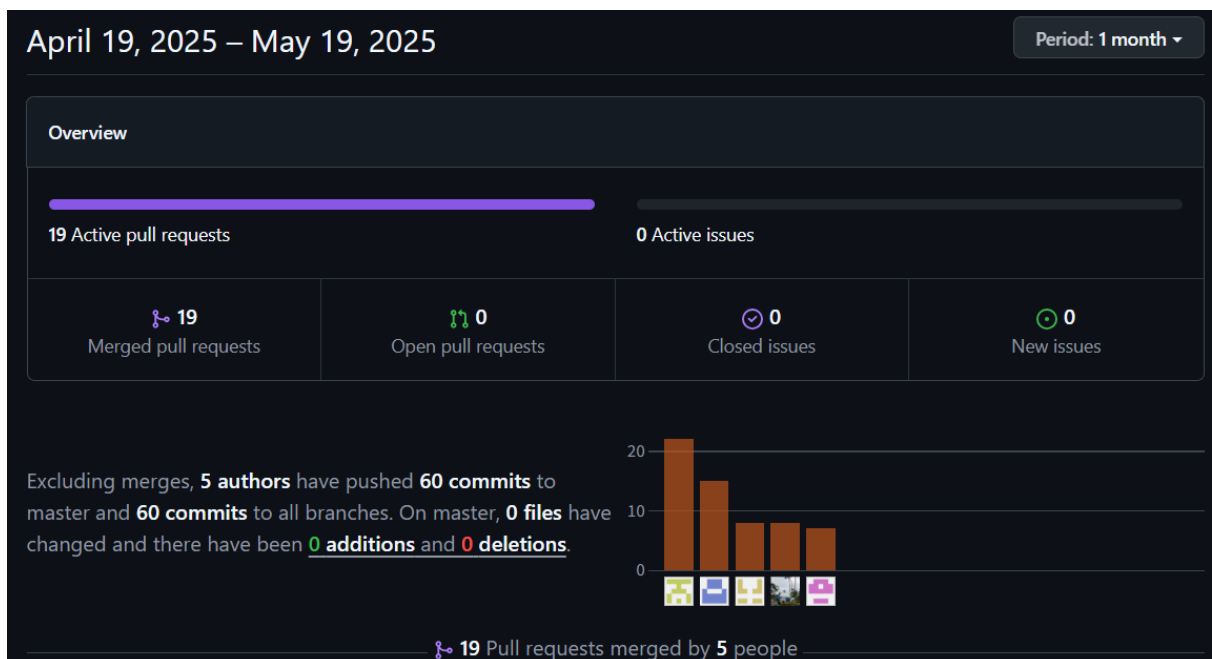 April 19, 2025 – May 19, 2025
Period: 1 month
Overview
19 Active pull requests
0 Active issues
19
Merged pull requests
0
Open pull requests
0
Closed issues
0
New issues
Excluding merges, 5 authors have pushed 60 commits to
master and 60 commits to all branches. On master, 0 files have
changed and there have been 0 additions and 0 deletions.
20
10
0
19 Pull requests merged by 5 people